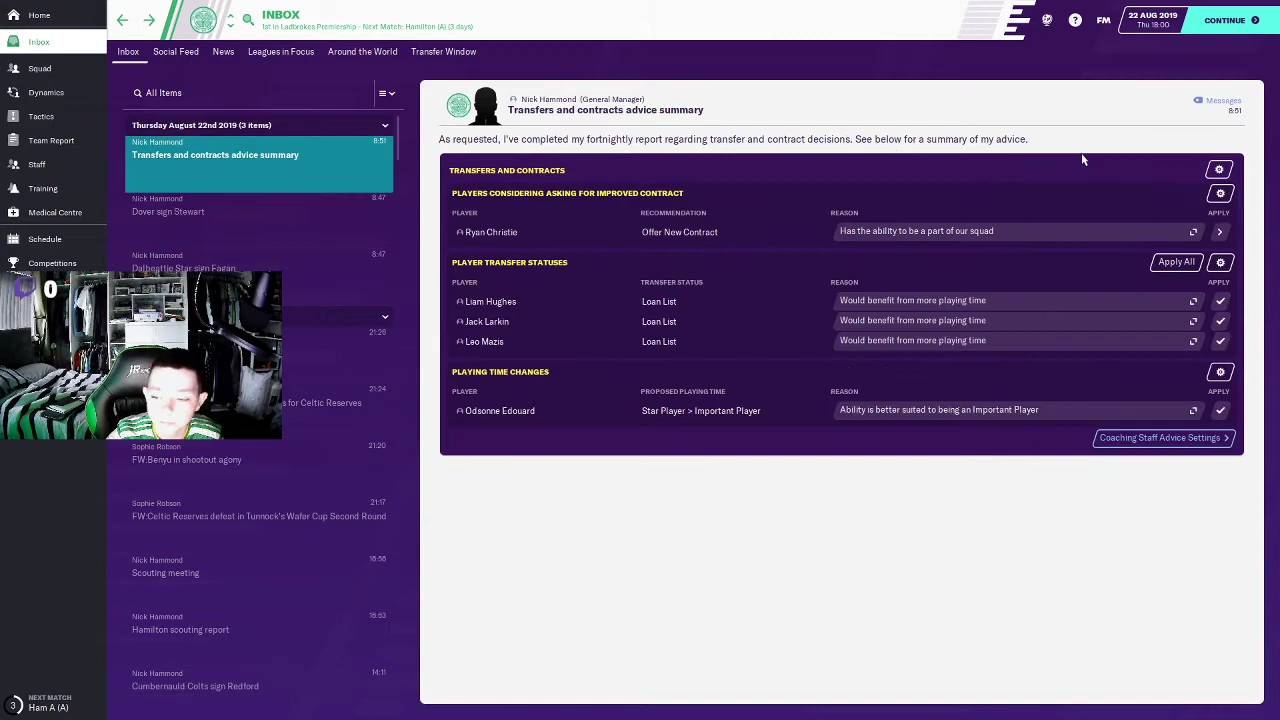 INBOX
1st in Ladbrokes Premiership - Next Match: Hamilton (A) (3 days)
FM
22 AUG 2019
Thu 18:00
CONTINUE
Home
Inbox
Squad
Dynamics
Tactics
Team Report
Staff
Training
Medical Centre
Schedule
Competitions
0
3
NEXT MATCH
Ham A (A)
Inbox
Social Feed
News
Leagues in Focus
Around the World
Transfer Window
All Items
Thursday August 22nd 2019 (3 items)
Nick Hammond 8:51
Transfers and contracts advice summary
Nick Hammond 8:47
Dover sign Stewart
Nick Hammond 8:47
Dalbeattie Star sign Fagan
21:26
21:24
s for Celtic Reserves
Sophie Robson 21:20
FW:Benyu in shootout agony
Sophie Robson 21:17
FW:Celtic Reserves defeat in Tunnock's Wafer Cup Second Round
Nick Hammond 16:56
Scouting meeting
Nick Hammond 16:53
Hamilton scouting report
Nick Hammond 14:11
Cumbernauld Colts sign Redford
Nick Hammond (General Manager)
Transfers and contracts advice summary
Messages
8:51
As requested, I've completed my fortnightly report regarding transfer and contract decisions. See below for a summary of my advice.
TRANSFERS AND CONTRACTS
PLAYERS CONSIDERING ASKING FOR IMPROVED CONTRACT
PLAYER RECOMMENDATION REASON APPLY
Ryan Christie Offer New Contract Has the ability to be a part of our squad
PLAYER TRANSFER STATUSES Apply All
PLAYER TRANSFER STATUS REASON APPLY
Liam Hughes Loan List Would benefit from more playing time
Jack Larkin Loan List Would benefit from more playing time
Leo Mazis Loan List Would benefit from more playing time
PLAYING TIME CHANGES
PLAYER PROPOSED PLAYING TIME REASON APPLY
Odsonne Edouard Star Player > Important Player Ability is better suited to being an Important Player
Coaching Staff Advice Settings